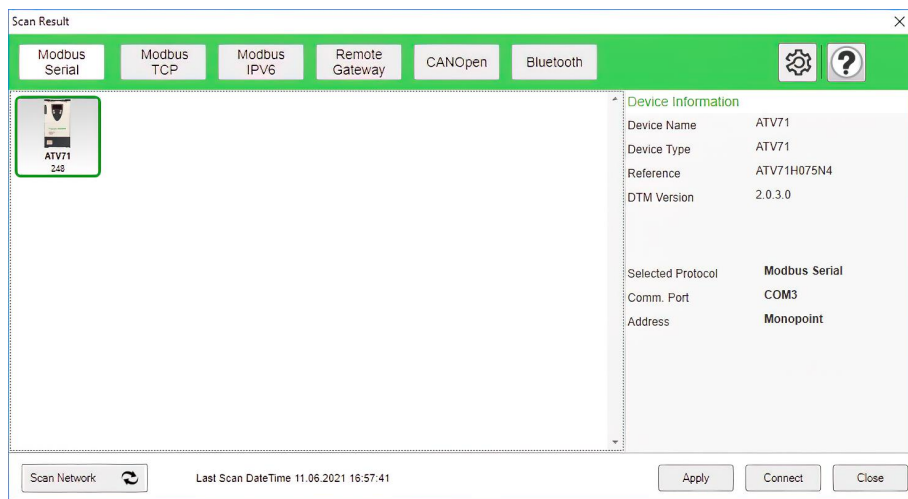 Scan Result
Modbus Serial
Modbus TCP
Modbus IPV6
Remote Gateway
CANOpen
Bluetooth
?
ATV71
248
Device Information
Device Name ATV71
Device Type ATV71
Reference ATV71H075N4
DTM Version 2.0.3.0
Selected Protocol Modbus Serial
Comm. Port COM3
Address Monopoint
Scan Network
Last Scan DateTime 11.06.2021 16:57:41
Apply
Connect
Close